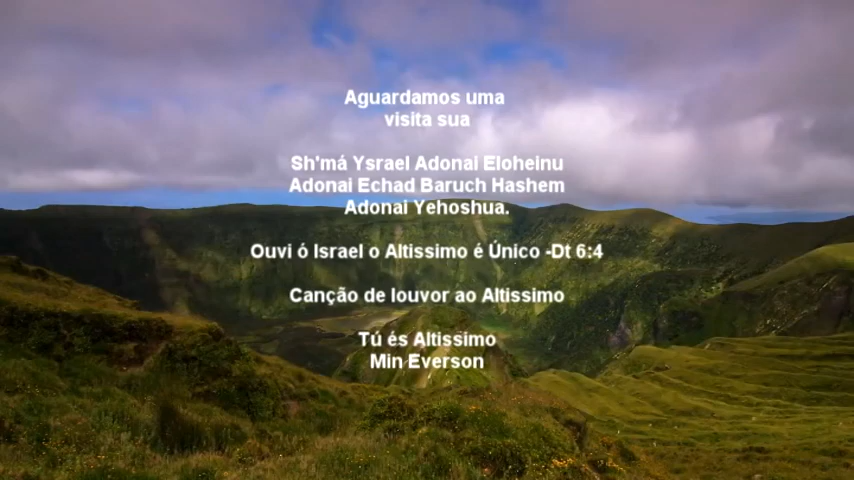 Aguardamos uma
visita sua
Sh'má Ysrael Adonai Eloheinu
Adonai Echad Baruch Hashem
Adonai Yehoshua.
Ouvi ó Israel o Altissimo é Único -Dt 6:4
Canção de louvor ao Altissimo
Tú és Altissimo
Min Everson